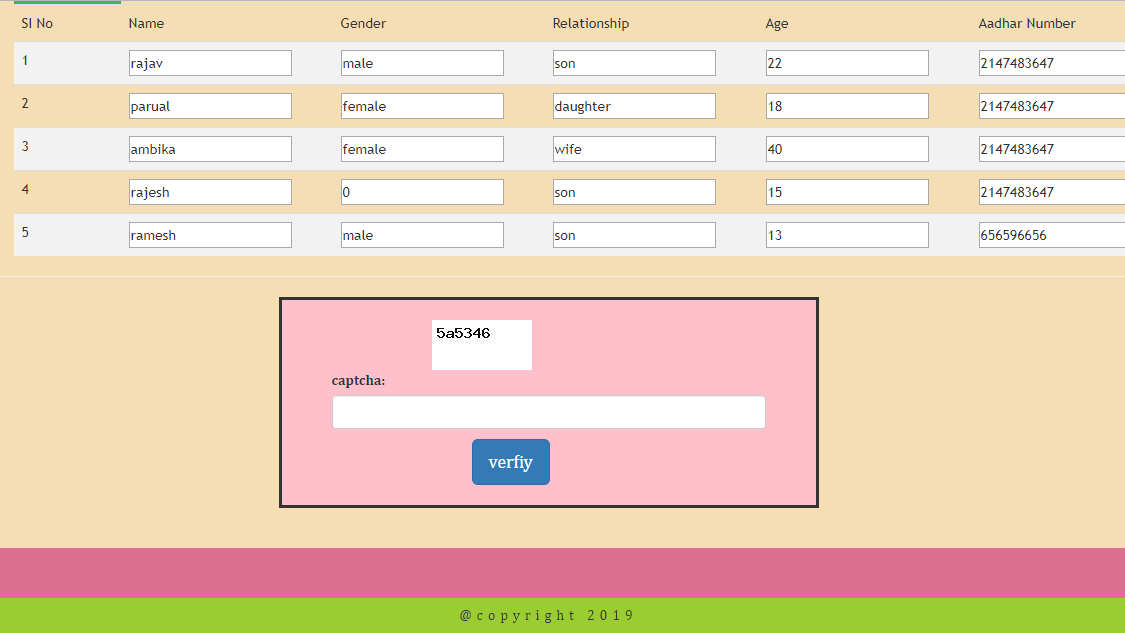 SI No Name Gender Relationship Age Aadhar Number
1 rajav male son 22 2147483647
2 parual female daughter 18 2147483647
3 ambika female wife 40 2147483647
4 rajesh 0 son 15 2147483647
5 ramesh male son 13 656596656
5a5346
captcha:
verfiy
@copyright 2019